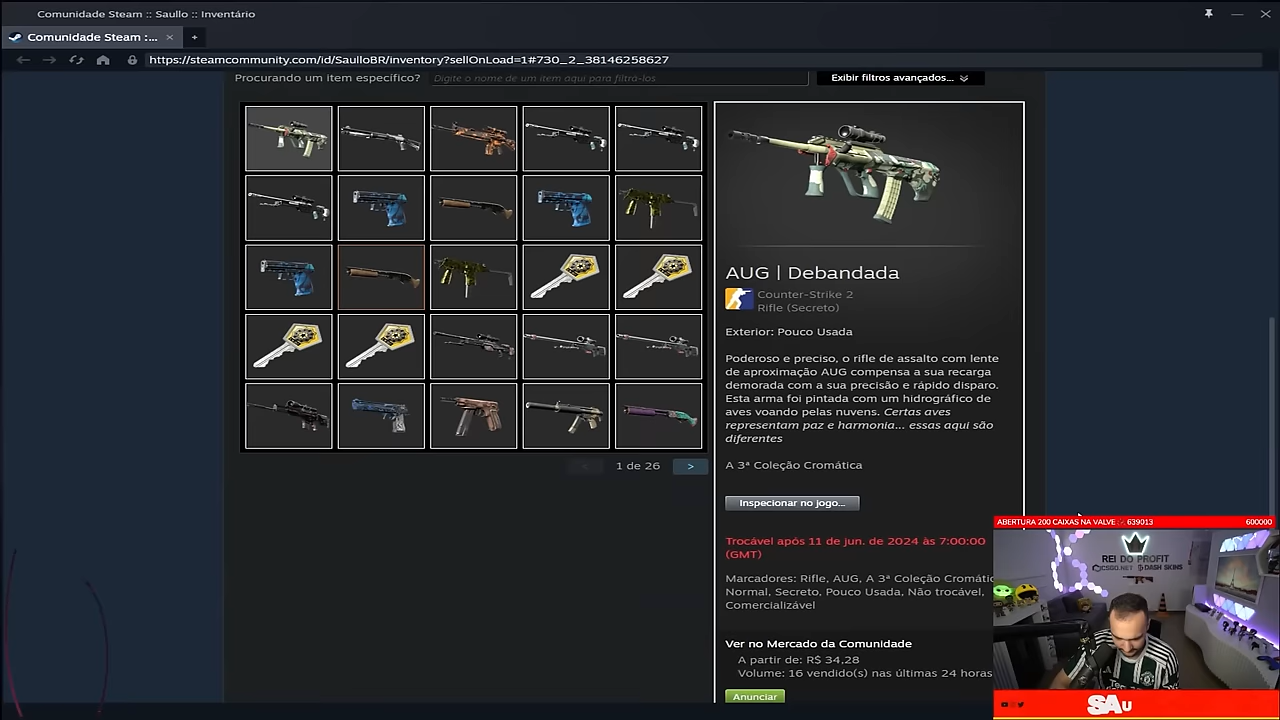 Comunidade Steam :: Saullo :: Inventário
Comunidade Steam :...
https://steamcommunity.com/id/SaulloBR/inventory?sellOnLoad=1#730_2_38146258627
Procurando um item específico?
Digite o nome de um item aqui para filtrá-los
Exibir filtros avançados...
AUG | Debandada
Counter-Strike 2
Rifle (Secreto)
Exterior: Pouco Usada
Poderoso e preciso, o rifle de assalto com lente
de aproximação AUG compensa a sua recarga
demorada com a sua precisão e rápido disparo.
Esta arma foi pintada com um hidrográfico de
aves voando pelas nuvens. Certas aves
representam paz e harmonia... essas aqui são
diferentes
A 3ª Coleção Cromática
1 de 26
Inspecionar no jogo...
Trocável após 11 de jun. de 2024 às 7:00:00
(GMT)
Marcadores: Rifle, AUG, A 3ª Coleção Cromátic
Normal, Secreto, Pouco Usada, Não trocável,
Comercializável
Ver no Mercado da Comunidade
A partir de: R$ 34,28
Volume: 16 vendido(s) nas últimas 24 horas
Anunciar
ABERTURA 200 CAIXAS NA VALVE
639013
600000
REI DO PROFIT
CSGO.NET
DASH SKINS
SAU